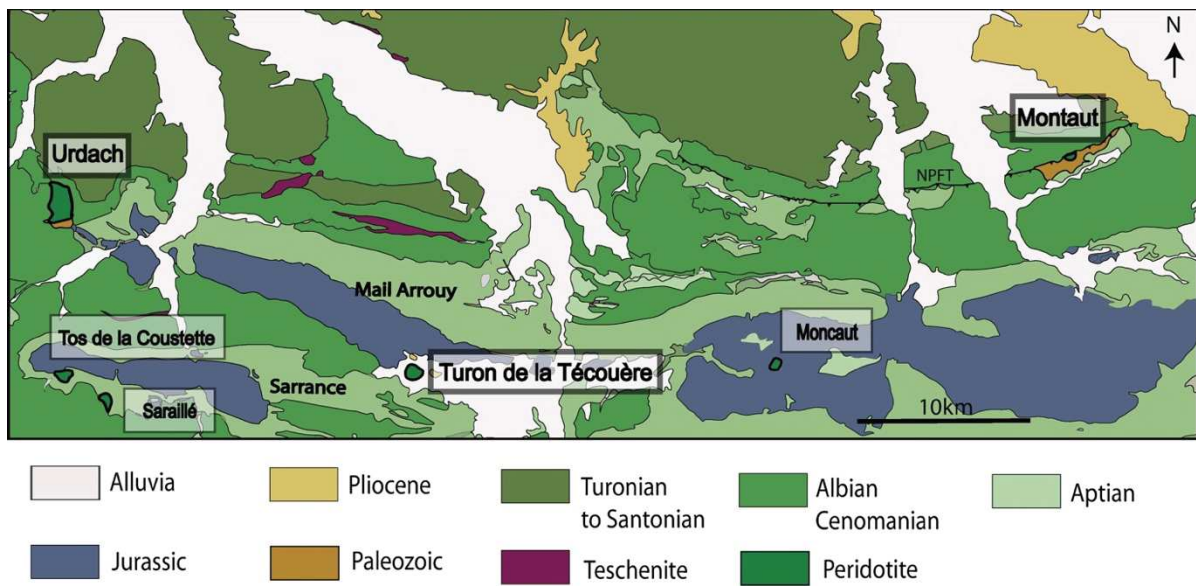 N
Montaut
Urdach
NPFT
Mail Arrouy
Tos de la Coustette
Moncaut
Turon de la Técouère
Sarrance
Saraillé
10km
Alluvia
Pliocene
Turonian
to Santonian
Albian
Cenomanian
Aptian
Jurassic
Paleozoic
Teschenite
Peridotite